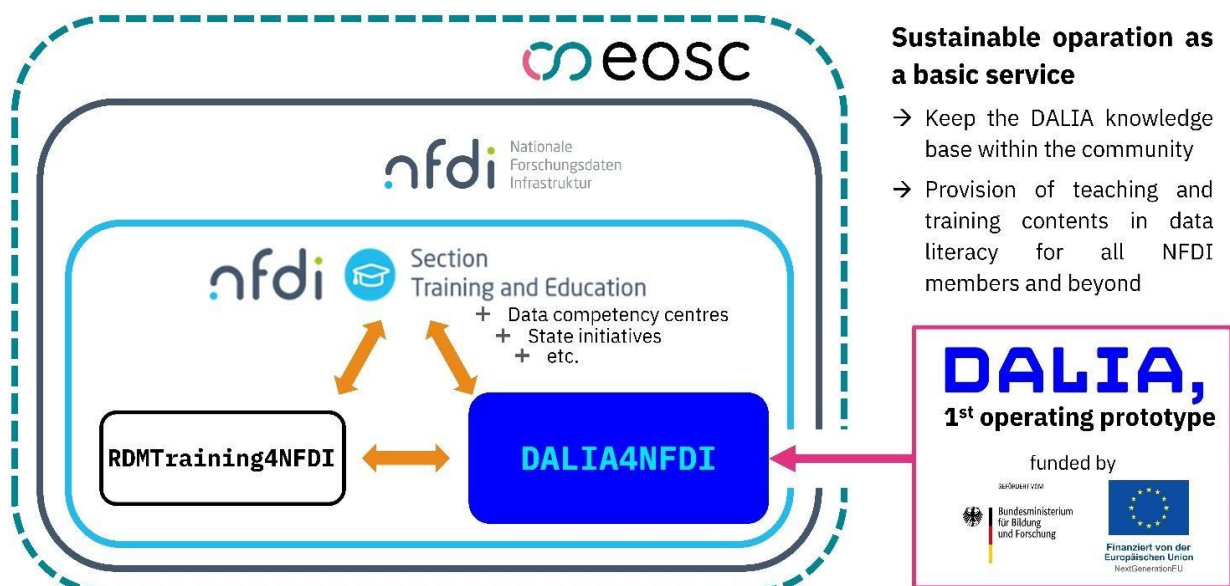 eosc
nfdi
Nationale
Forschungsdaten
Infrastruktur
nfdi
Section
Training and Education
+ Data competency centres
+ State initiatives
+ etc.
RDMTraining4NFDI
DALIA4NFDI
Sustainable oparation as
a basic service
→ Keep the DALIA knowledge
base within the community
→ Provision of teaching and
training contents in data
literacy for all NFDI
members and beyond
DALIA,
1st operating prototype
funded by
GEFÖRDERT VOM
Bundesministerium
für Bildung
und Forschung
Finanziert von der
Europäischen Union
NextGenerationEU